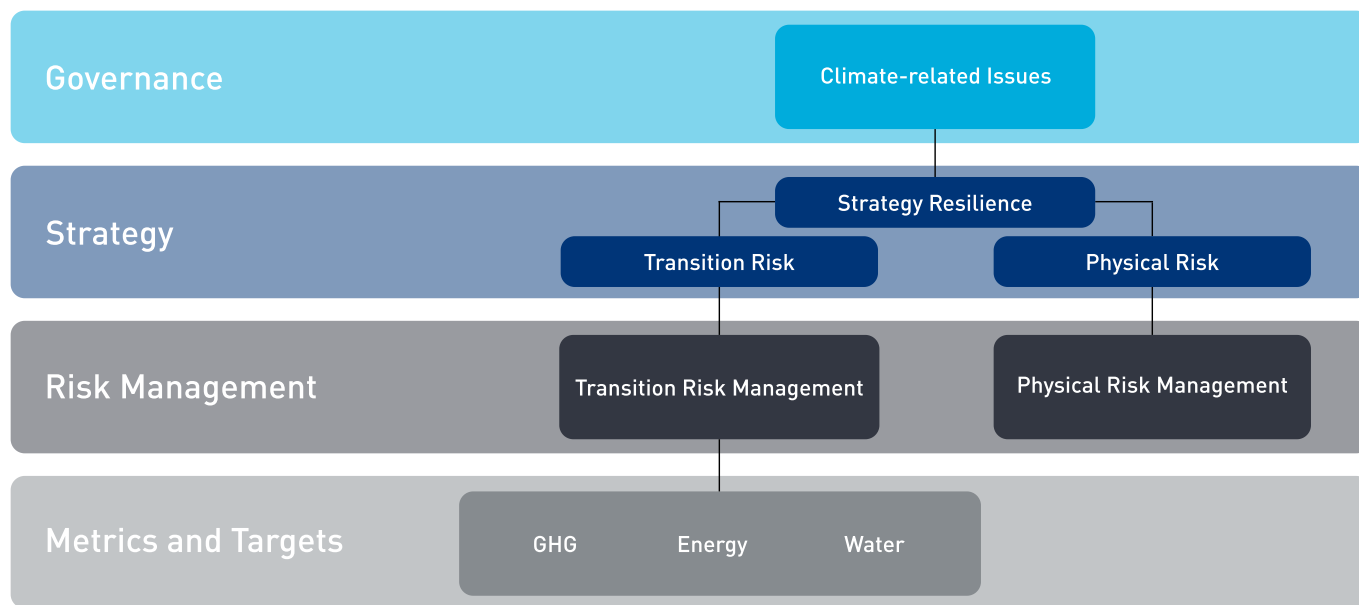 Governance
Climate-related Issues
Strategy
Strategy Resilience
Transition Risk
Physical Risk
Risk Management
Transition Risk Management
Physical Risk Management
Metrics and Targets
GHG
Energy
Water